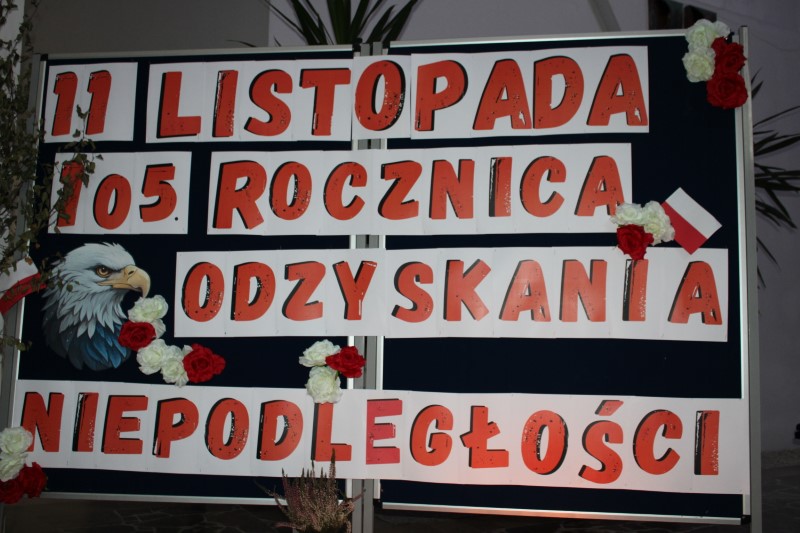 11 LISTOPADA
105. ROCZNICA
ODZYSKANIA
NIEPODLEGŁOŚCI